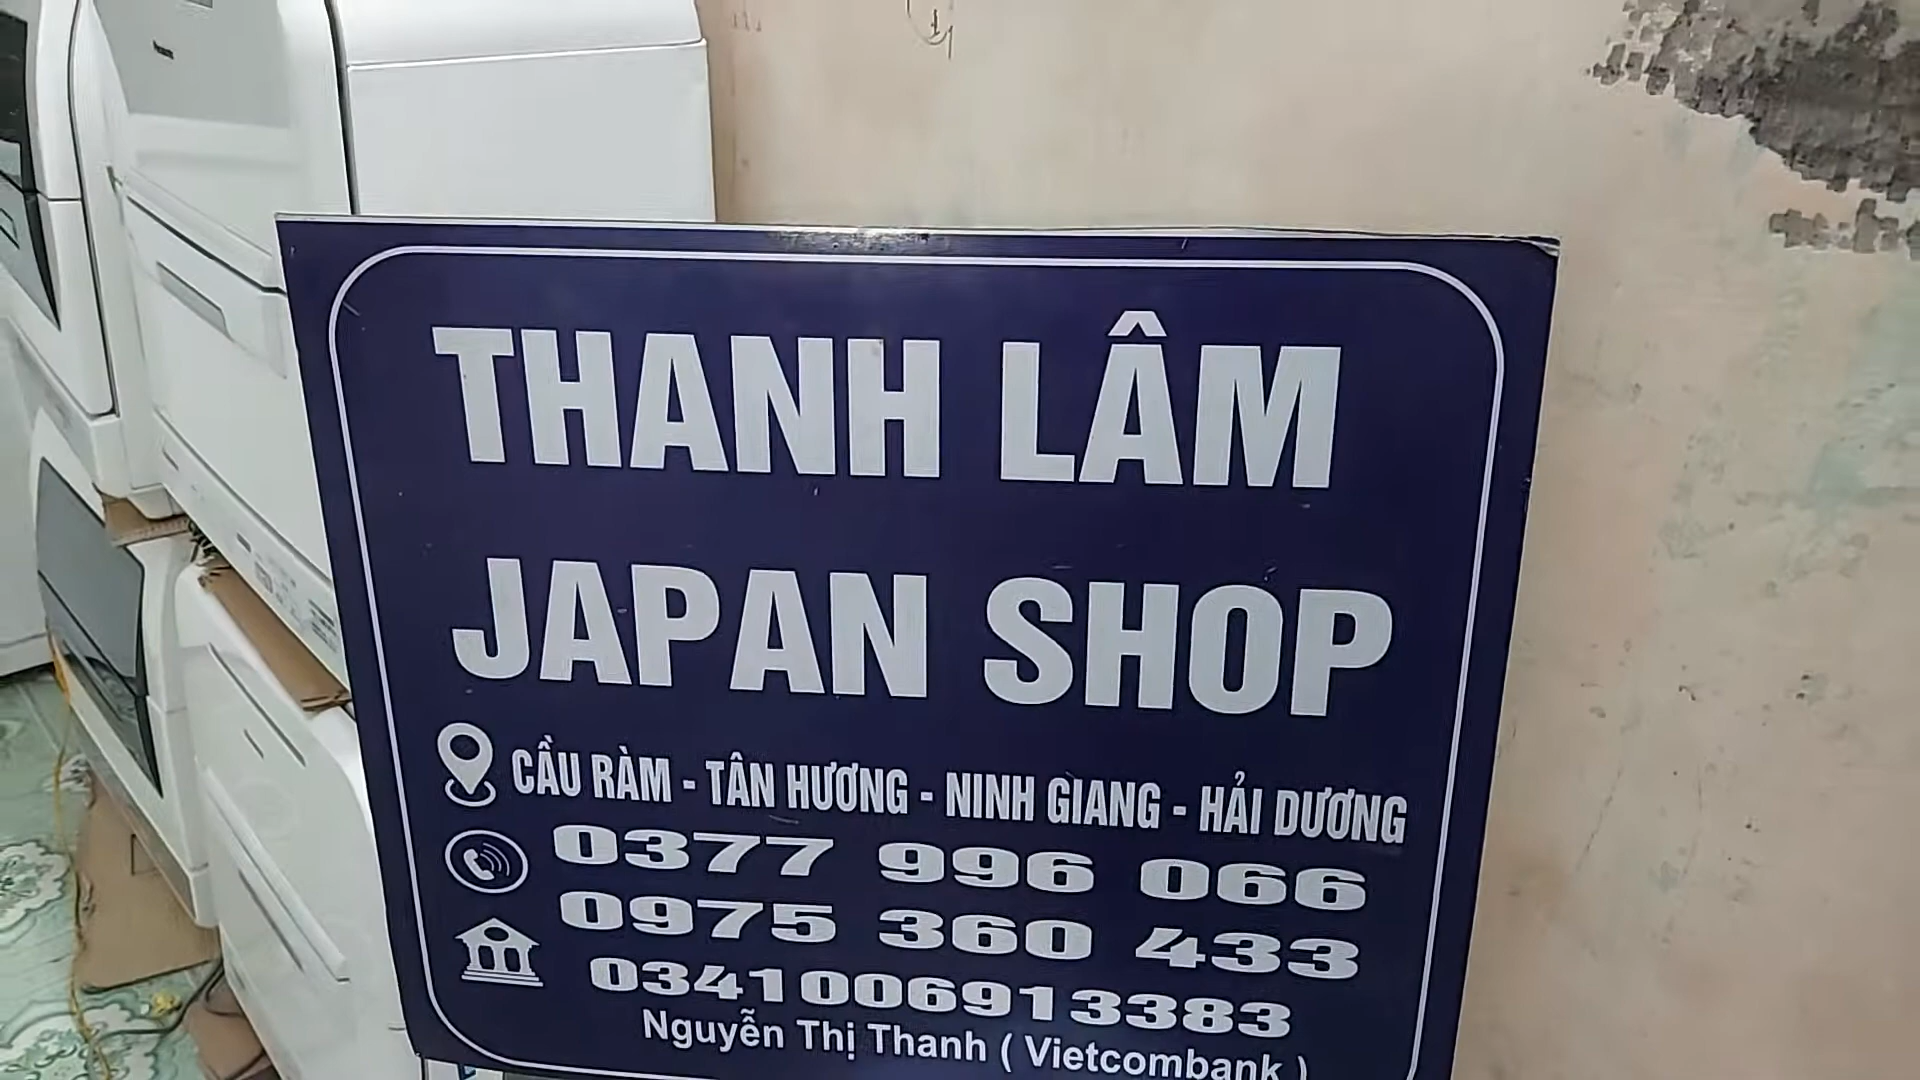 Panasonic
THANH LÂM
JAPAN SHOP
CẦU RÀM - TÂN HƯƠNG - NINH GIANG - HẢI DƯƠNG
0377 996 066
0975 360 433
0341006913383
Nguyễn Thị Thanh ( Vietcombank )